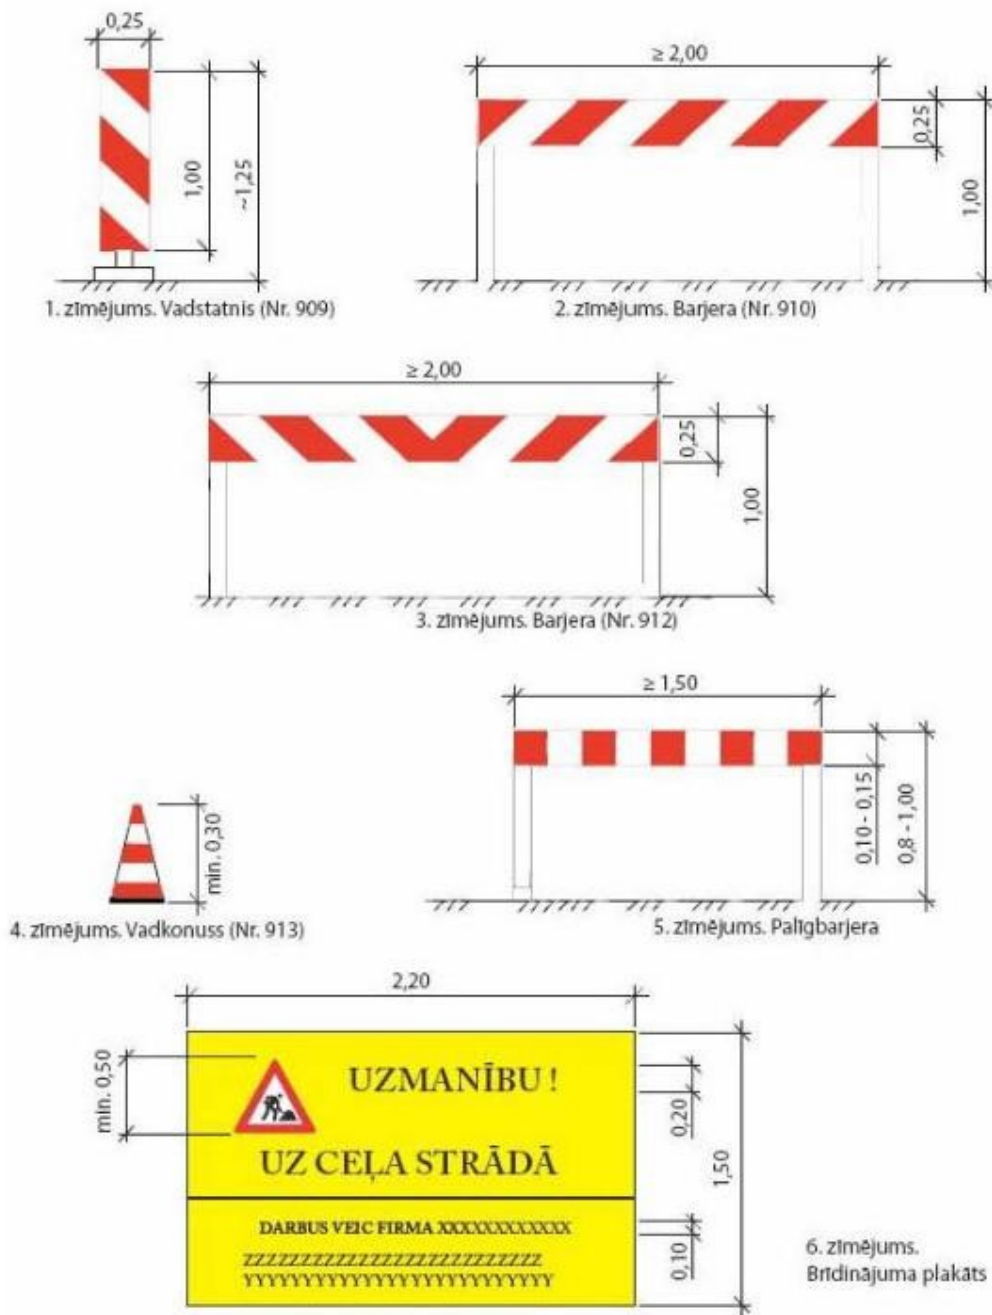 0,25
1,00
~1,25
1. zīmējums. Vadstatnis (Nr. 909)
≥ 2,00
0,25
1,00
2. zīmējums. Barjera (Nr. 910)
≥ 2,00
0,25
1,00
3. zīmējums. Barjera (Nr. 912)
min. 0,30
4. zīmējums. Vadkonuss (Nr. 913)
≥ 1,50
0,10 - 0,15
0,8 - 1,00
5. zīmējums. Palīgbarjera
2,20
min. 0,50
UZMANĪBU !
UZ CEĻA STRĀDĀ
DARBUS VEIC FIRMA XXXXXXXXXXXX
ZZZZZZZZZZZZZZZZZZZZZZZZZZ
YYYYYYYYYYYYYYYYYYYYYYYYYY
0,20
0,10
1,50
6. zīmējums.
Brīdinājuma plakāts